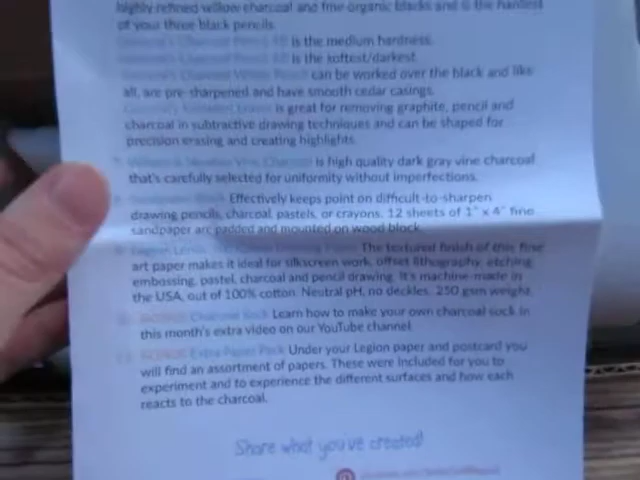 highly refined willow charcoal and fine organic blacks and is the hardest
of your three black pencils.
is the medium hardness.
is the softest/darkest.
can be worked over the black and like
all, are pre-sharpened and have smooth cedar casings.
is great for removing graphite, pencil and
charcoal in subtractive drawing techniques and can be shaped for
precision erasing and creating highlights.
is high quality dark gray vine charcoal
that's carefully selected for uniformity without imperfections.
Effectively keeps point on difficult-to-sharpen
drawing pencils, charcoal, pastels, or crayons. 12 sheets of 1" x 4" fine
sandpaper are padded and mounted on wood block.
The textured finish of this fine
art paper makes it ideal for silkscreen work, offset lithography, etching,
embossing, pastel, charcoal and pencil drawing. It's machine-made in
the USA, out of 100% cotton. Neutral pH, no deckles. 250 gsm weight.
BONUS Charcoal Sock Learn how to make your own charcoal sock in
this month's extra video on our YouTube channel
BONUS Extra Paper Pack Under your Legion paper and postcard you
will find an assortment of papers. These were included for you to
experiment and to experience the different surfaces and how each
reacts to the charcoal.
Share what you've created!